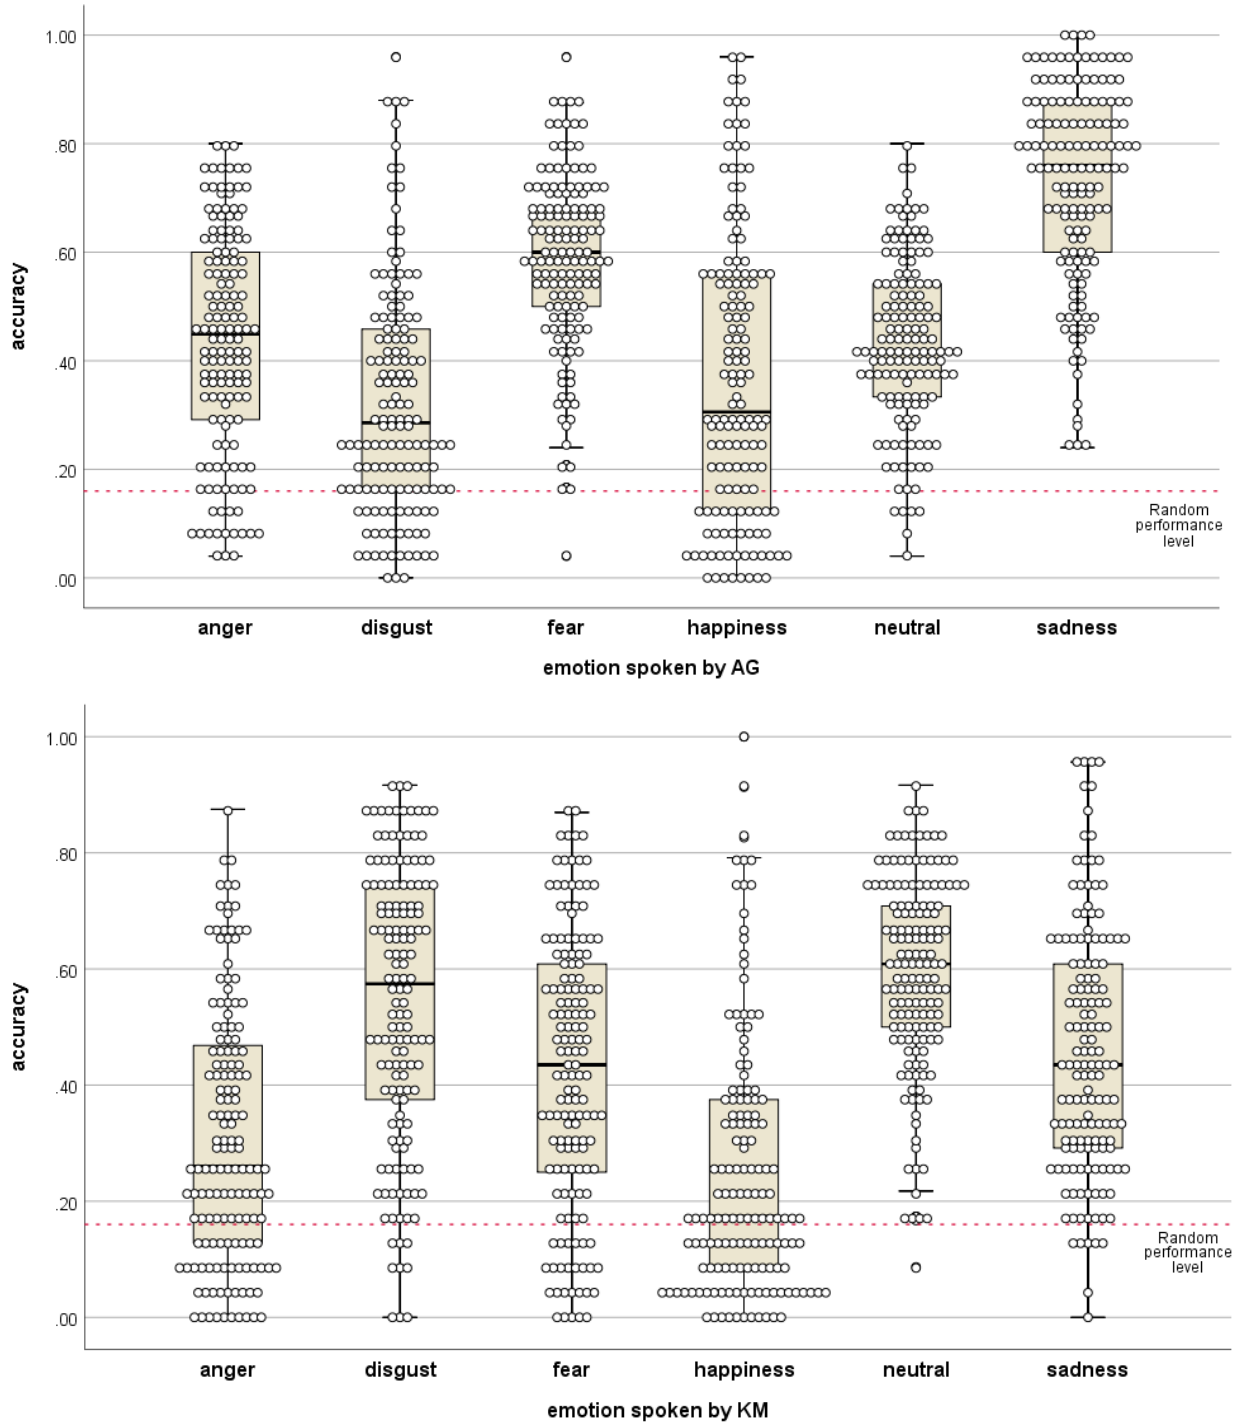 1.00
.80
.60
.40
.20
.00
accuracy
Random
performance
level
anger disgust fear happiness neutral sadness
emotion spoken by AG
1.00
.80
.60
.40
.20
.00
accuracy
Random
performance
level
anger disgust fear happiness neutral sadness
emotion spoken by KM